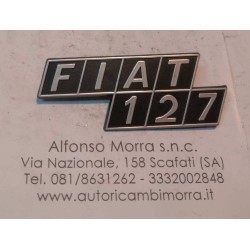 FIAT
127
Alfonso Morra s.n.c.
Via Nazionale, 158 Scafati (SA)
Tel. 081/8631262 - 3332002848
www.autoricambimorra.it